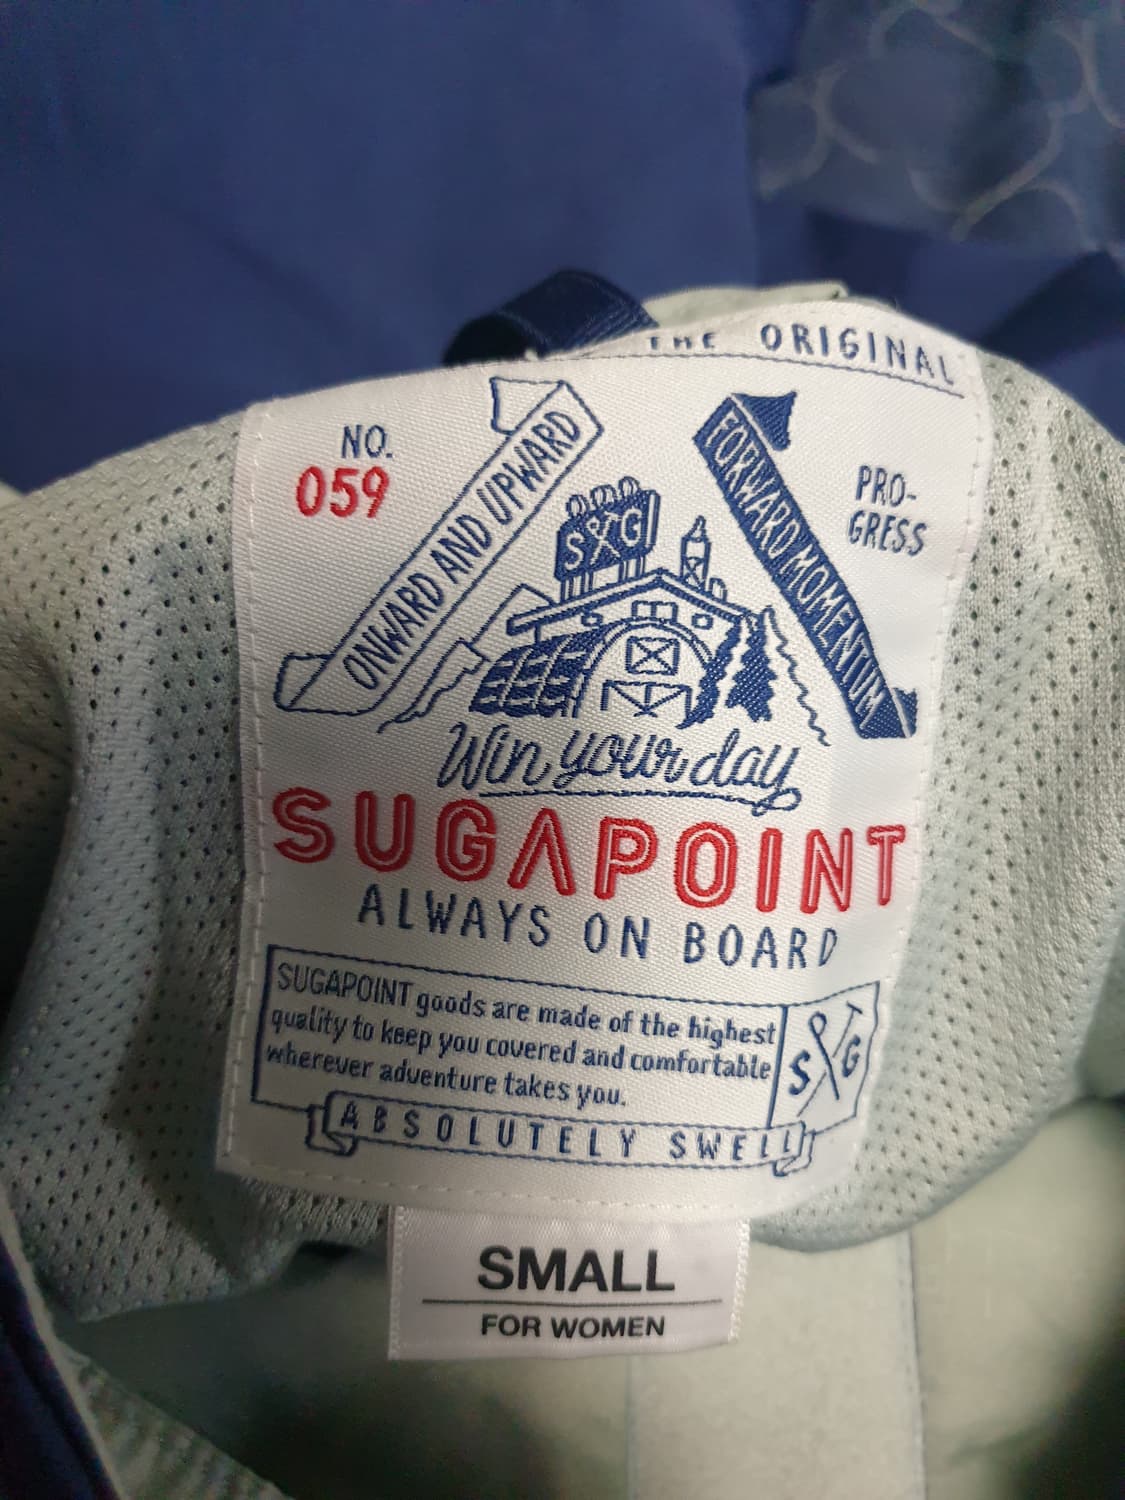 THE ORIGINAL
NO.
059
ONWARD AND UPWARD
FORWARD MOMENTUM
PRO-
GRESS
S G
Win your day
SUGAPOINT
ALWAYS ON BOARD
SUGAPOINT goods are made of the highest
quality to keep you covered and comfortable
wherever adventure takes you.
S G
ABSOLUTELY SWELL
SMALL
FOR WOMEN